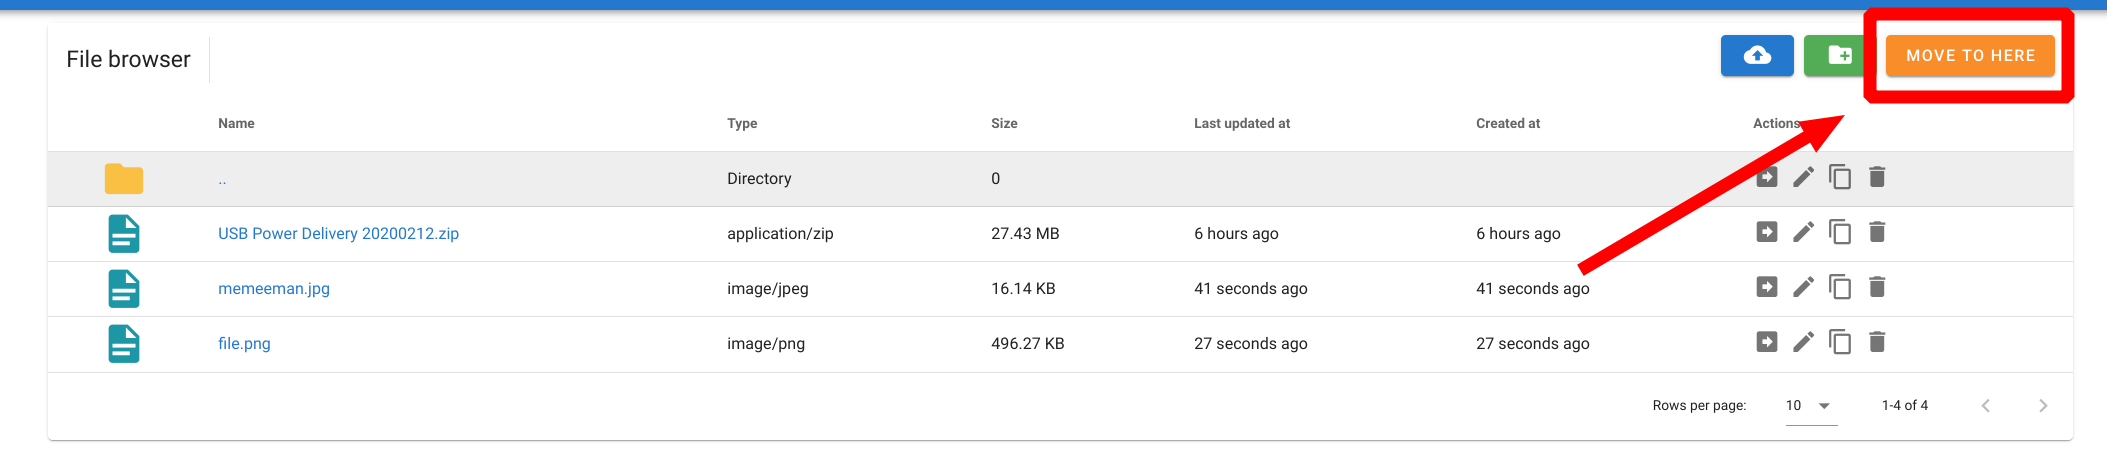 File browser
MOVE TO HERE
Name Type Size Last updated at Created at Actions
.. Directory 0
USB Power Delivery 20200212.zip application/zip 27.43 MB 6 hours ago 6 hours ago
memeeman.jpg image/jpeg 16.14 KB 41 seconds ago 41 seconds ago
file.png image/png 496.27 KB 27 seconds ago 27 seconds ago
Rows per page: 10 1-4 of 4